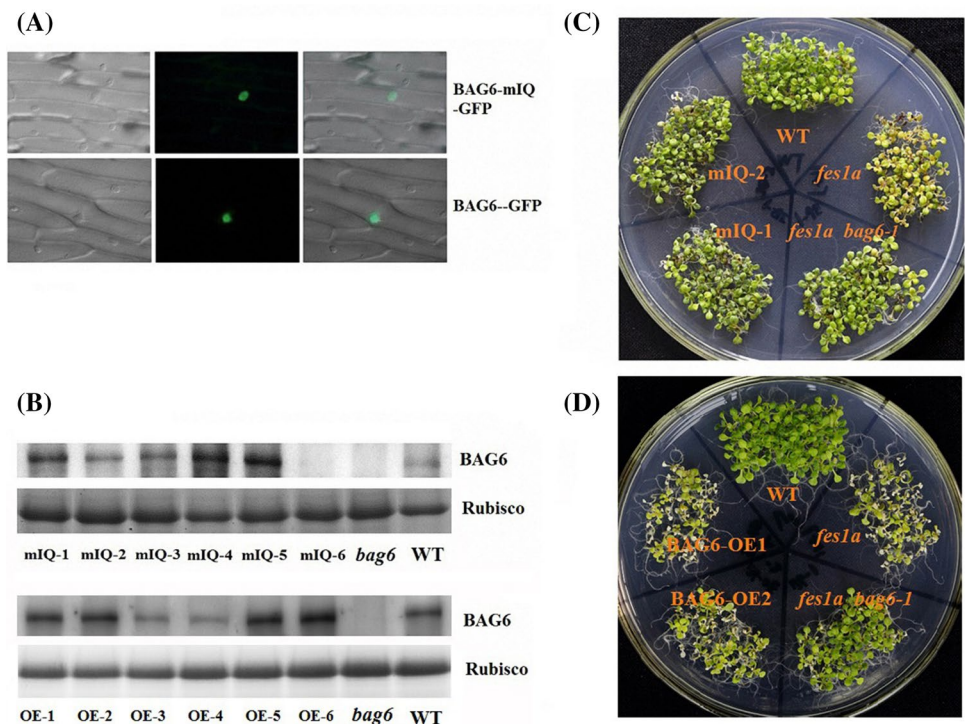 (A)
BAG6-mIQ
-GFP
BAG6--GFP
(B)
BAG6
Rubisco
mIQ-1 mIQ-2 mIQ-3 mIQ-4 mIQ-5 mIQ-6 bag6 WT
BAG6
Rubisco
OE-1 OE-2 OE-3 OE-4 OE-5 OE-6 bag6 WT
(C)
WT
mIQ-2 fes1a
mIQ-1 fes1a bag6-1
(D)
WT
BAG6-OE1 fes1a
BAG6-OE2 fes1a bag6-1